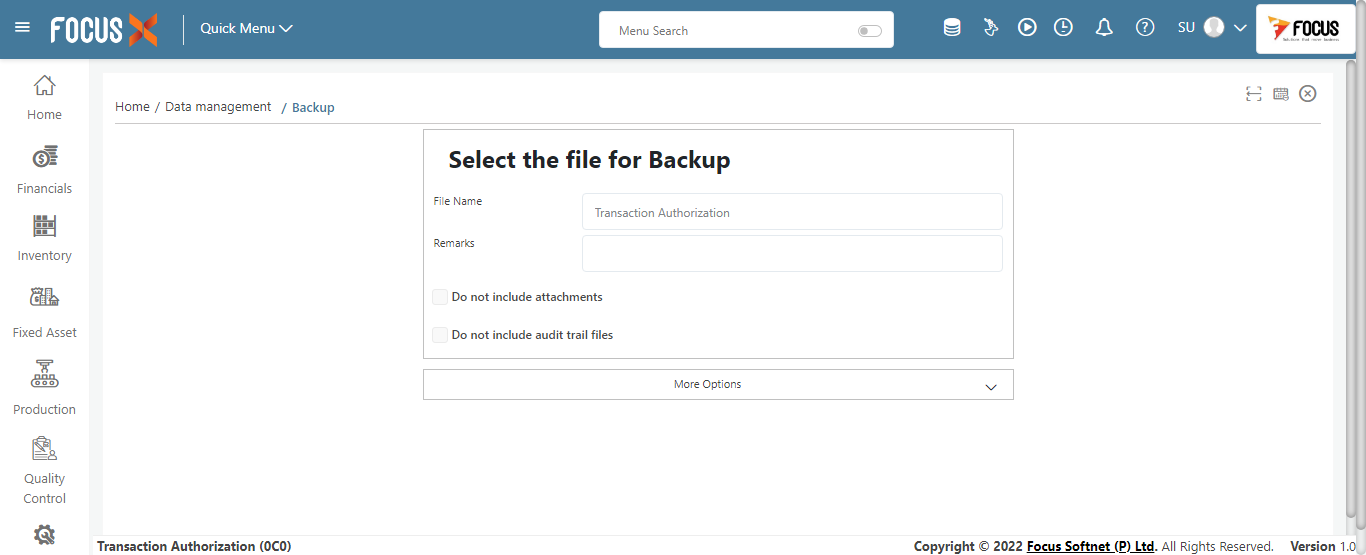 FOCUS X
Quick Menu
Menu Search
SU
FOCUS
Home
Financials
Inventory
Fixed Asset
Production
Quality
Control
Home / Data management / Backup
Select the file for Backup
File Name
Transaction Authorization
Remarks
Do not include attachments
Do not include audit trail files
More Options
Transaction Authorization (0C0)
Copyright © 2022 Focus Softnet (P) Ltd. All Rights Reserved. Version 1.0